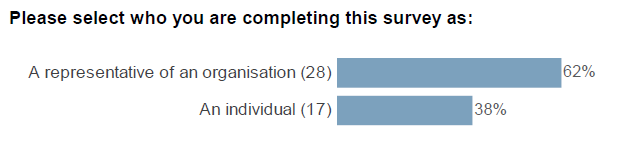 Please select who you are completing this survey as:
A representative of an organisation (28) 62%
An individual (17) 38%